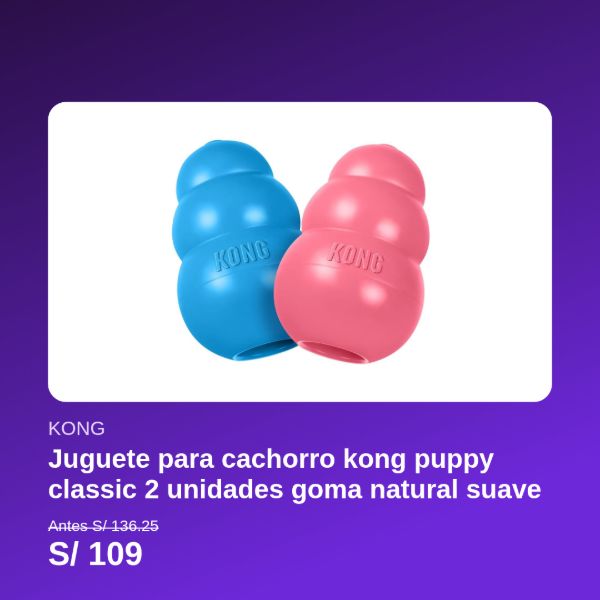 KONG
KONG
KONG
Juguete para cachorro kong puppy
classic 2 unidades goma natural suave
Antes S/ 136.25
S/ 109